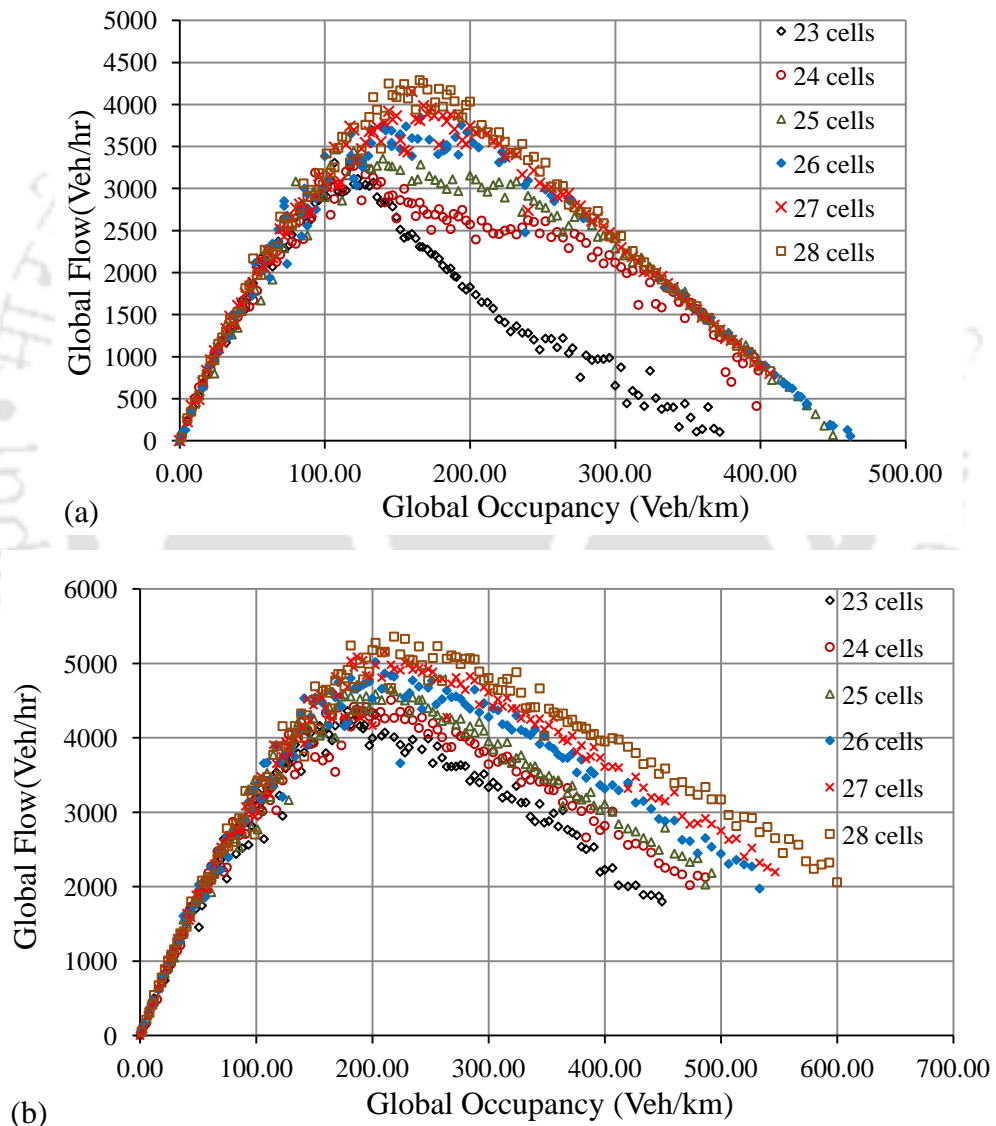 5000
4500
4000
3500
3000
2500
2000
1500
1000
500
0
Global Flow(Veh/hr)
23 cells
24 cells
25 cells
26 cells
27 cells
28 cells
0.00 100.00 200.00 300.00 400.00 500.00
Global Occupancy (Veh/km)
(a)
6000
5000
4000
3000
2000
1000
0
Global Flow(Veh/hr)
23 cells
24 cells
25 cells
26 cells
27 cells
28 cells
0.00 100.00 200.00 300.00 400.00 500.00 600.00 700.00
Global Occupancy (Veh/km)
(b)